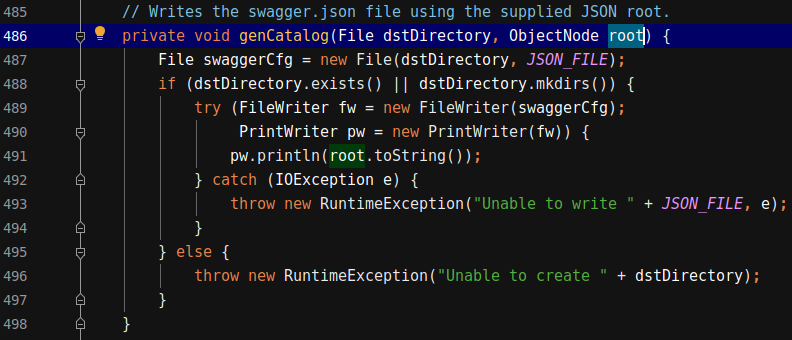 485 // Writes the swagger.json file using the supplied JSON root.
486 private void genCatalog(File dstDirectory, ObjectNode root) {
487 File swaggerCfg = new File(dstDirectory, JSON_FILE);
488 if (dstDirectory.exists() || dstDirectory.mkdirs()) {
489 try (FileWriter fw = new FileWriter(swaggerCfg);
490 PrintWriter pw = new PrintWriter(fw)) {
491 pw.println(root.toString());
492 } catch (IOException e) {
493 throw new RuntimeException("Unable to write " + JSON_FILE, e);
494 }
495 } else {
496 throw new RuntimeException("Unable to create " + dstDirectory);
497 }
498 }